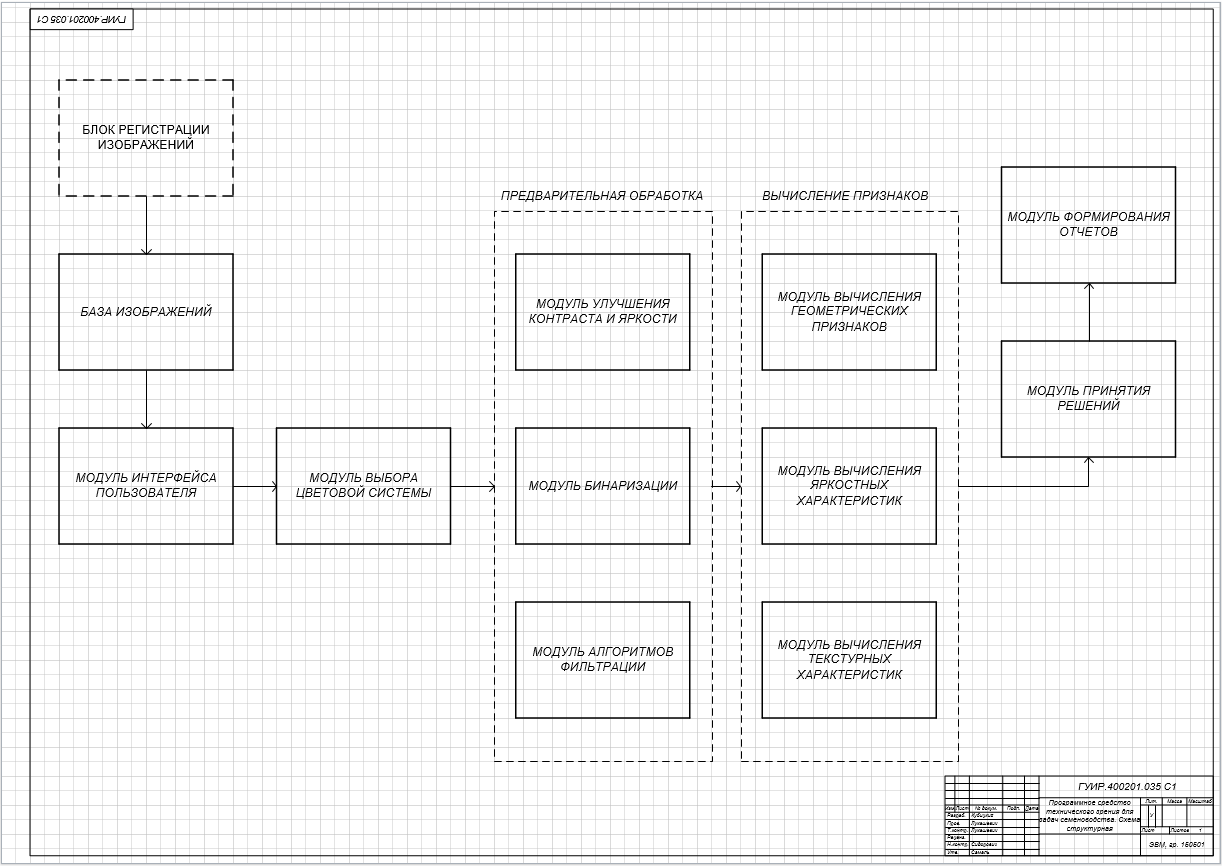 ГУИР.400201.035 С1
БЛОК РЕГИСТРАЦИИ
ИЗОБРАЖЕНИЙ
БАЗА ИЗОБРАЖЕНИЙ
МОДУЛЬ ИНТЕРФЕЙСА
ПОЛЬЗОВАТЕЛЯ
МОДУЛЬ ВЫБОРА
ЦВЕТОВОЙ СИСТЕМЫ
ПРЕДВАРИТЕЛЬНАЯ ОБРАБОТКА
МОДУЛЬ УЛУЧШЕНИЯ
КОНТРАСТА И ЯРКОСТИ
МОДУЛЬ БИНАРИЗАЦИИ
МОДУЛЬ АЛГОРИТМОВ
ФИЛЬТРАЦИИ
ВЫЧИСЛЕНИЕ ПРИЗНАКОВ
МОДУЛЬ ВЫЧИСЛЕНИЯ
ГЕОМЕТРИЧЕСКИХ
ПРИЗНАКОВ
МОДУЛЬ ВЫЧИСЛЕНИЯ
ЯРКОСТНЫХ
ХАРАКТЕРИСТИК
МОДУЛЬ ВЫЧИСЛЕНИЯ
ТЕКСТУРНЫХ
ХАРАКТЕРИСТИК
МОДУЛЬ ФОРМИРОВАНИЯ
ОТЧЕТОВ
МОДУЛЬ ПРИНЯТИЯ
РЕШЕНИЙ
ГУИР.400201.035 С1
Программное средство
технического зрения для
задач семеноводства. Схема
структурная
Лит. Масса Масштаб
У
Лист Листов 1
ЭВМ, гр. 150501
Изм. Лист № докум. Подп. Дата
Разраб.
Пров. Лукашевич
Т.контр. Лукашевич
Реценз.
Н.контр. Сидорович
Утв.